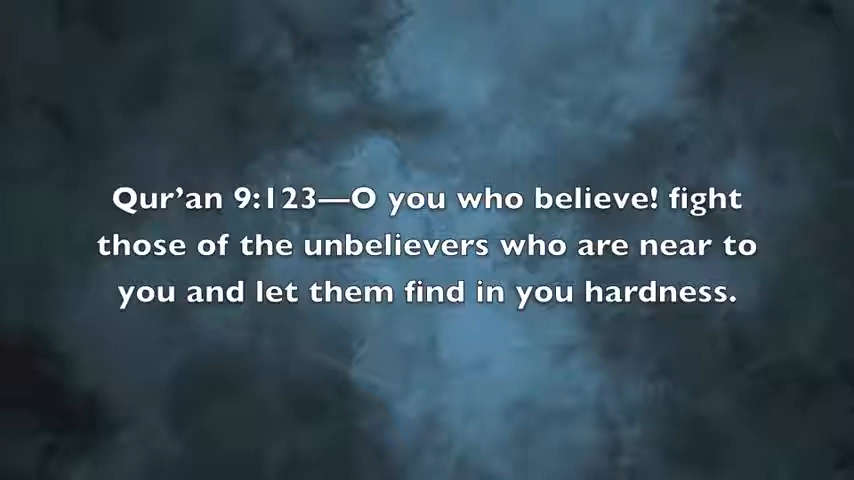 Qur’an 9:123—O you who believe! fight
those of the unbelievers who are near to
you and let them find in you hardness.